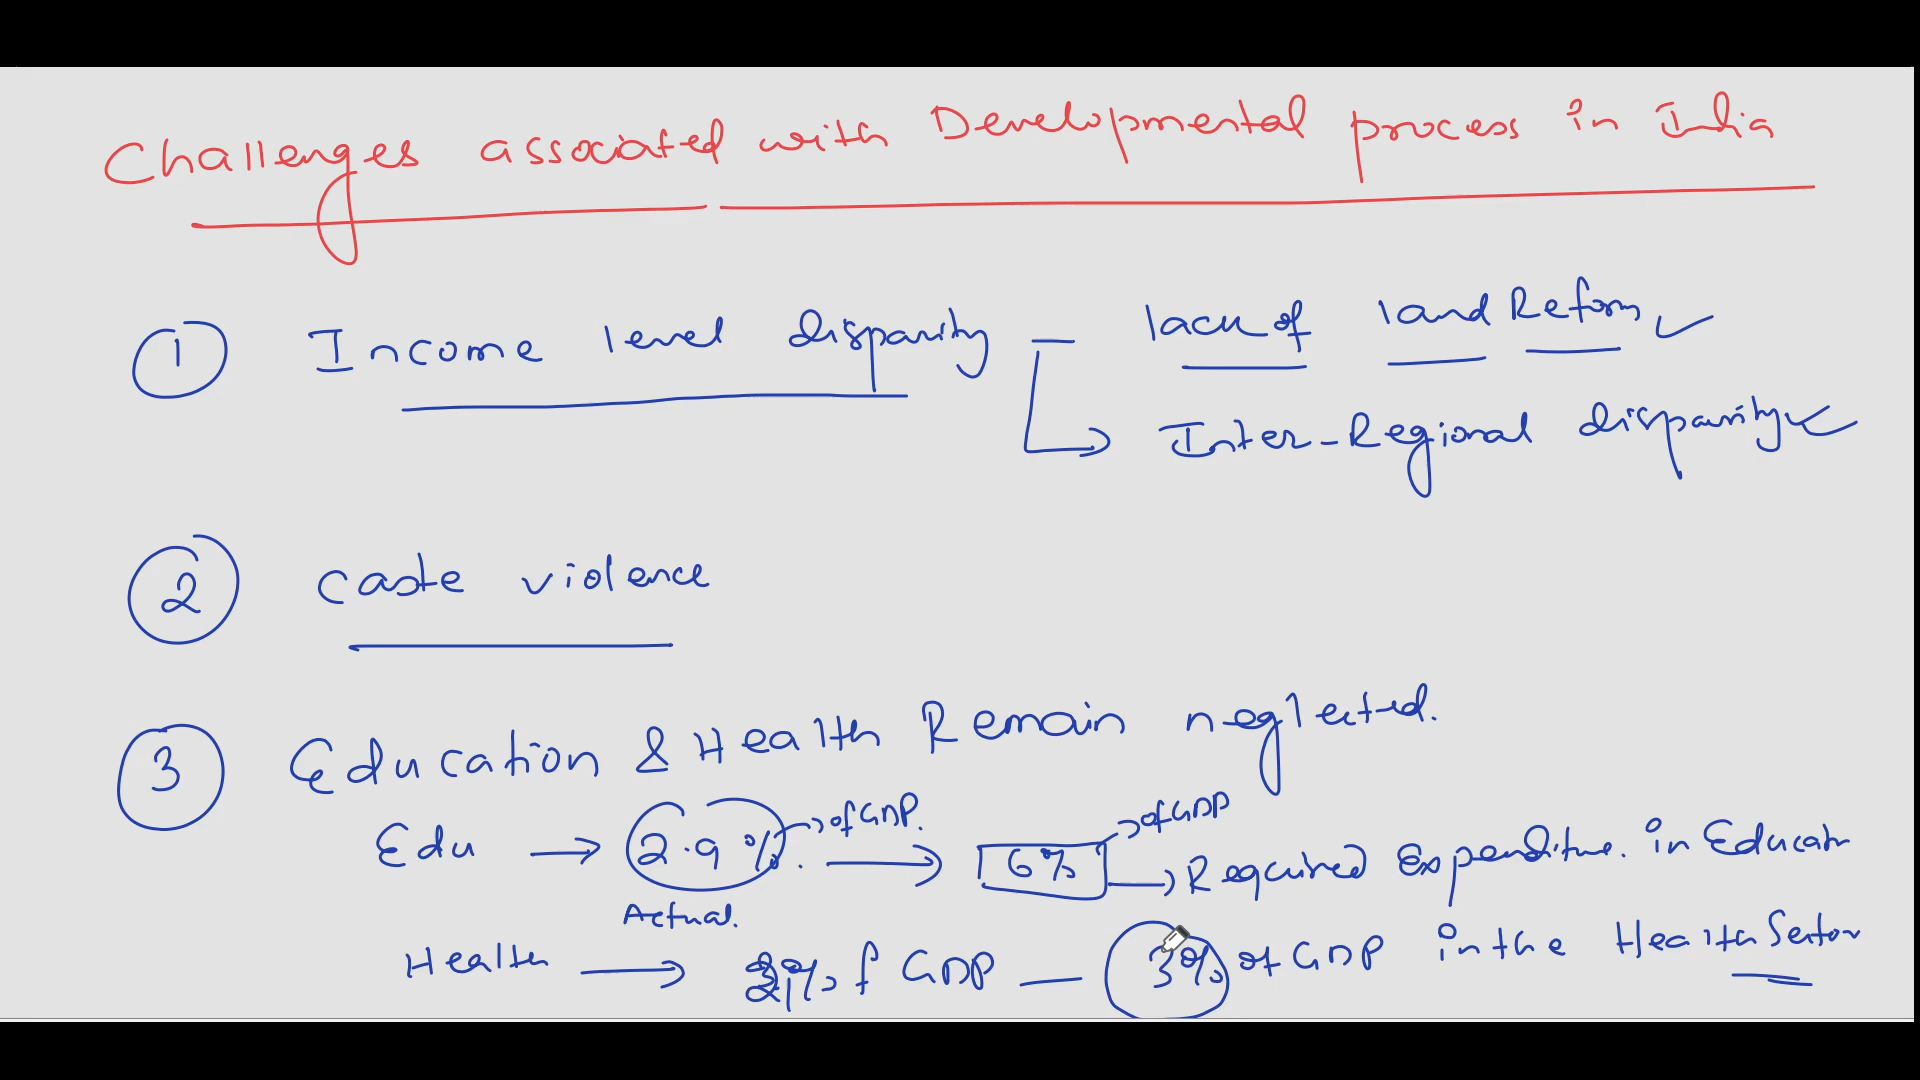 Challenges associated with Developmental process in India
1 Income level disparity - lack of land Reform
Inter-Regional disparity
2 Caste violence
3 Education & Health Remain neglected.
Edu → 2.9% of GDP. → 6% of GDP → Required Expenditure. in Educatn
Actual.
Health → % of GDP - 3% of GDP in the Health Sector